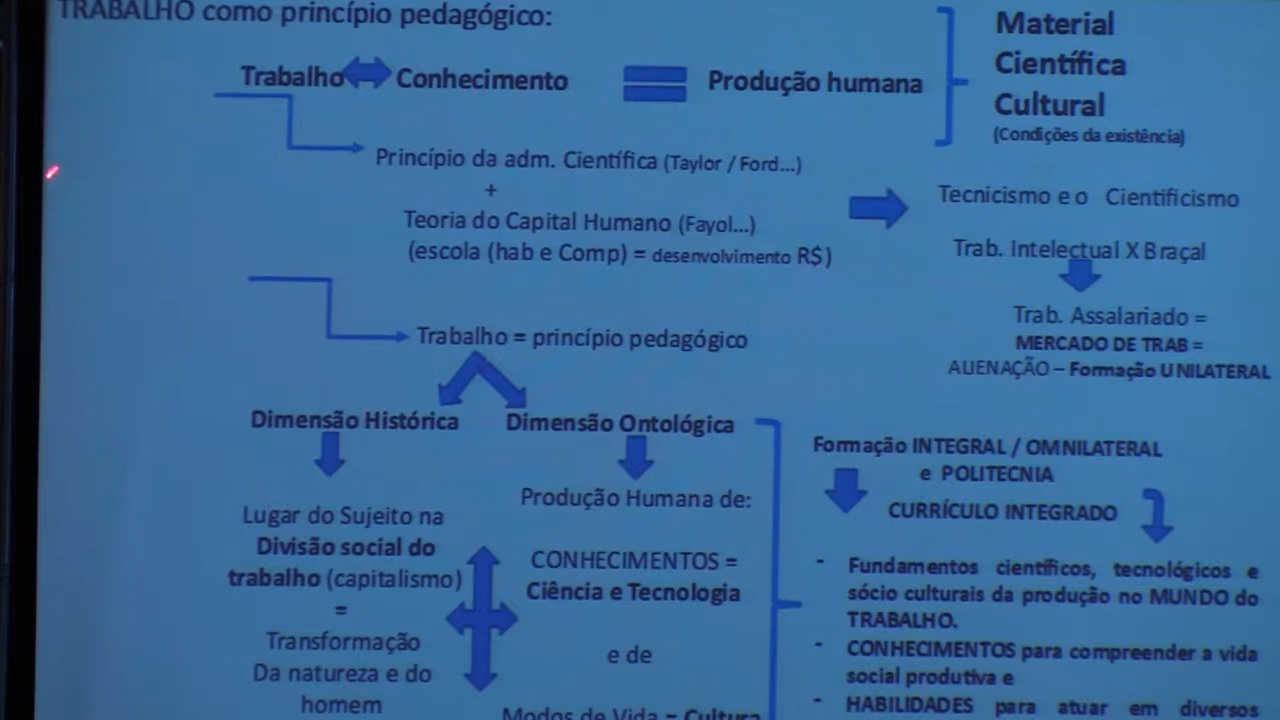 TRABALHO como princípio pedagógico:
Trabalho Conhecimento = Produção humana
Material
Científica
Cultural
(Condições da existência)
Princípio da adm. Científica (Taylor / Ford...)
+
Teoria do Capital Humano (Fayol...)
(escola (hab e Comp) = desenvolvimento R$)
Tecnicismo e o Cientificismo
Trab. Intelectual X Braçal
Trab. Assalariado =
MERCADO DE TRAB =
ALIENAÇÃO – Formação UNILATERAL
Trabalho = princípio pedagógico
Dimensão Histórica
Lugar do Sujeito na
Divisão social do
trabalho (capitalismo)
=
Transformação
Da natureza e do
homem
Dimensão Ontológica
Produção Humana de:
CONHECIMENTOS =
Ciência e Tecnologia
e de
Modos de Vida = Cultura
Formação INTEGRAL / OMNILATERAL
e POLITECNIA
CURRÍCULO INTEGRADO
- Fundamentos científicos, tecnológicos e
sócio culturais da produção no MUNDO do
TRABALHO.
- CONHECIMENTOS para compreender a vida
social produtiva e
- HABILIDADES para atuar em diversos